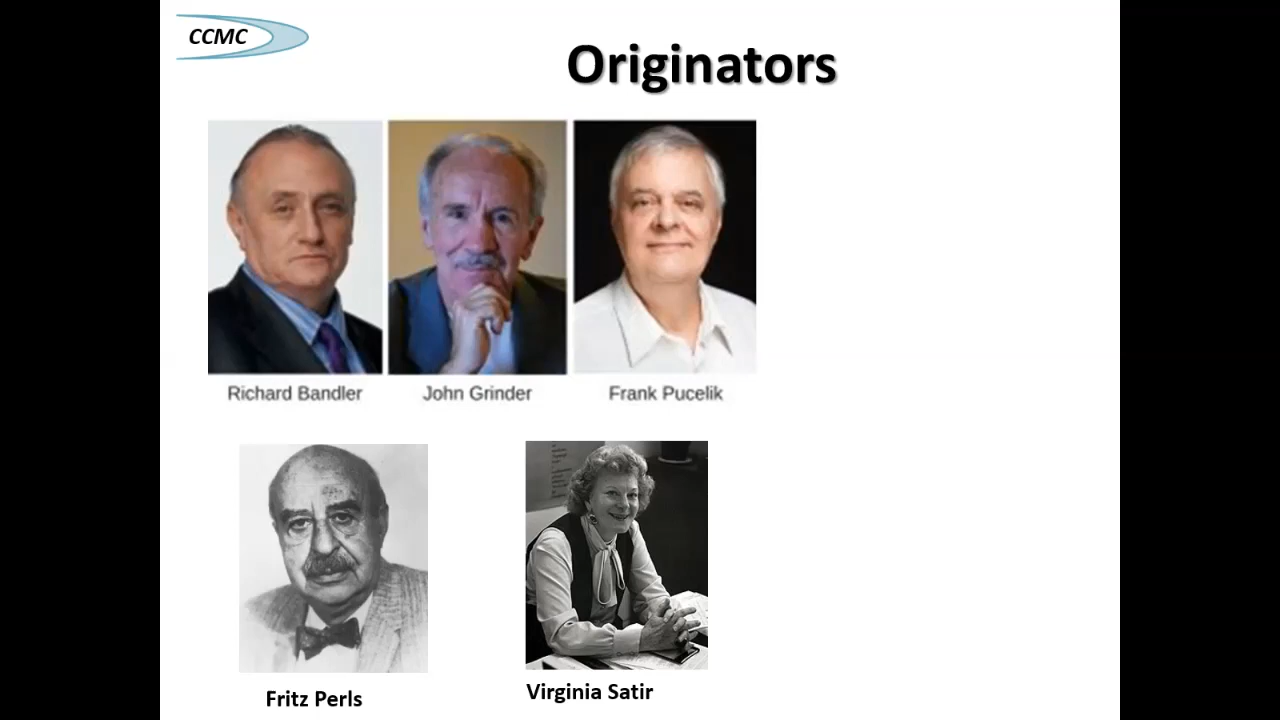 CCMC
Originators
Richard Bandler
John Grinder
Frank Pucelik
Fritz Perls
Virginia Satir